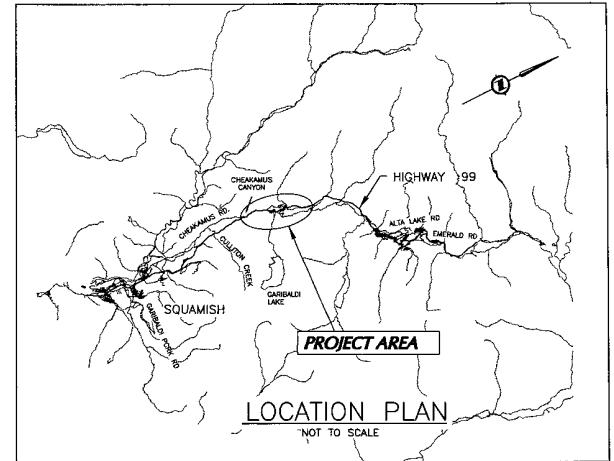 CHEAKAMUS
CANYON
HIGHWAY 99
CHEAKAMUS RD.
ALTA LAKE RD
EMERALD RD
CULLITON
CREEK
GARIBALDI
LAKE
SQUAMISH
GARIBALDI PARK RD
PROJECT AREA
LOCATION PLAN
NOT TO SCALE